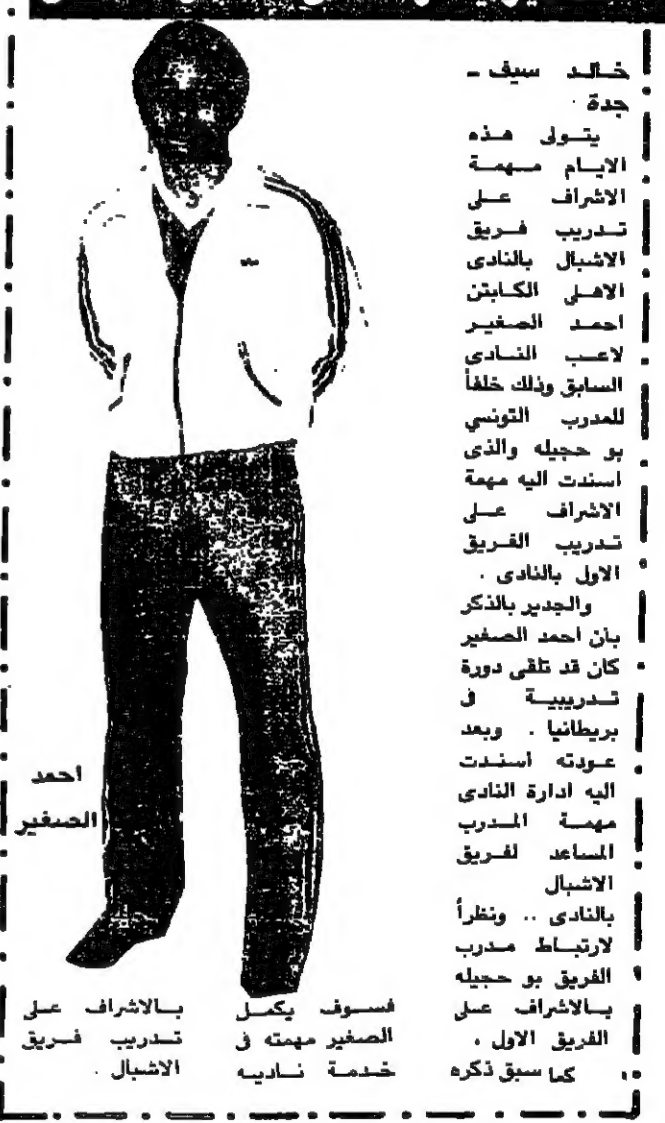 خالد سيف -
جدة .
يتولى هذه
الايام مهمة
الاشراف على
تدريب فريق
الاشبال بالنادى
الاهلى الكابتن
احمد الصغير
لاعب النادى
السابق وذلك خلفاً
للمدرب التونسي
بو حجيله والذى
اسندت اليه مهمة
الاشراف على
تدريب الفريق
الاول بالنادى .
والجدير بالذكر
بان احمد الصغير
كان قد تلقى دورة
تدريبية فى
بريطانيا . وبعد
عودته أسندت
اليه ادارة النادى
مهمة المدرب
المساعد لفريق
الاشبال
بالنادى .. ونظراً
لارتباط مدرب
الفريق بو حجيله
بالاشراف على
الفريق الاول ،
كما سبق ذكره
فسوف يكمل
الصغير مهمته فى
خدمة ناديه
بالاشراف على
تدريب فريق
الاشبال .
احمد
الصغير